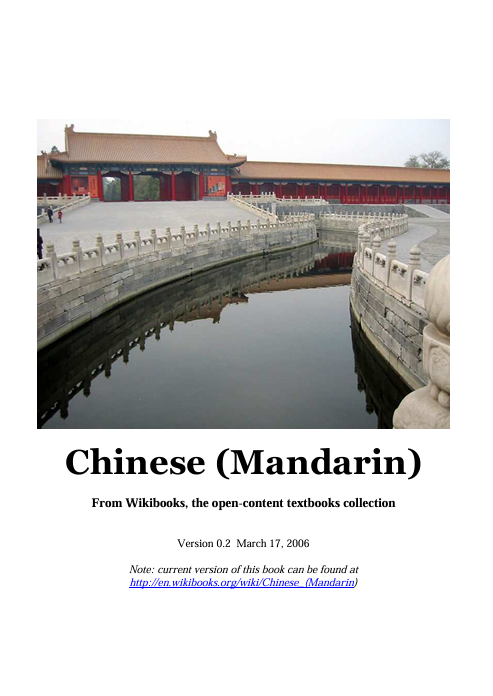 Chinese (Mandarin)
From Wikibooks, the open-content textbooks collection
Version 0.2 March 17, 2006
Note: current version of this book can be found at
http://en.wikibooks.org/wiki/Chinese_(Mandarin)